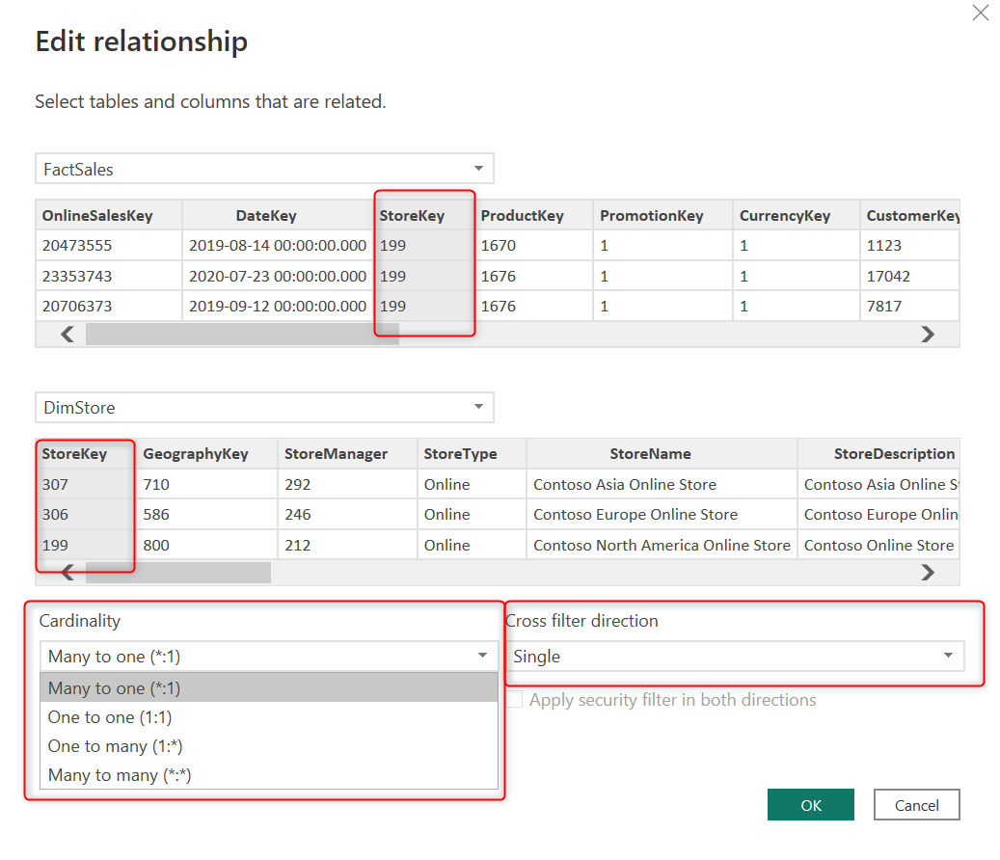 Edit relationship
Select tables and columns that are related.
FactSales
OnlineSalesKey DateKey StoreKey ProductKey PromotionKey CurrencyKey CustomerKey
20473555 2019-08-14 00:00:00.000 199 1670 1 1 1123
23353743 2020-07-23 00:00:00.000 199 1676 1 1 17042
20706373 2019-09-12 00:00:00.000 199 1676 1 1 7817
DimStore
StoreKey GeographyKey StoreManager StoreType StoreName StoreDescription
307 710 292 Online Contoso Asia Online Store Contoso Asia Online S
306 586 246 Online Contoso Europe Online Store Contoso Europe Onlin
199 800 212 Online Contoso North America Online Store Contoso Online Store
Cardinality Cross filter direction
Many to one (*:1) Single
Many to one (*:1)
Apply security filter in both directions
One to one (1:1)
One to many (1:*)
Many to many (*:*)
OK Cancel